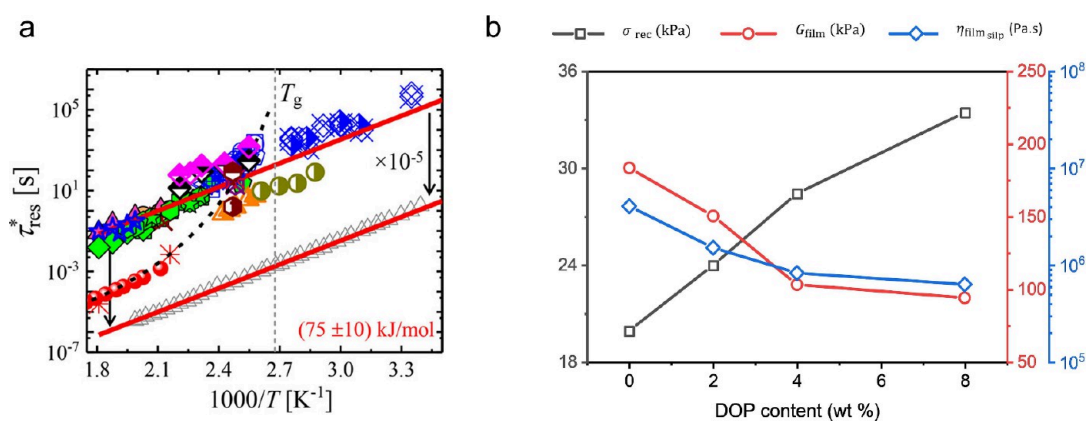 a
τ*res [s]
10^5
10^1
10^-3
10^-7
Tg
×10^-5
(75 ±10) kJ/mol
1.8 2.1 2.4 2.7 3.0 3.3
1000/T [K^-1]
b
σ rec (kPa) Gfilm (kPa) ηfilm silp (Pa.s)
36
30
24
18
250
200
150
100
50
10^8
10^7
10^6
10^5
0 2 4 6 8
DOP content (wt %)